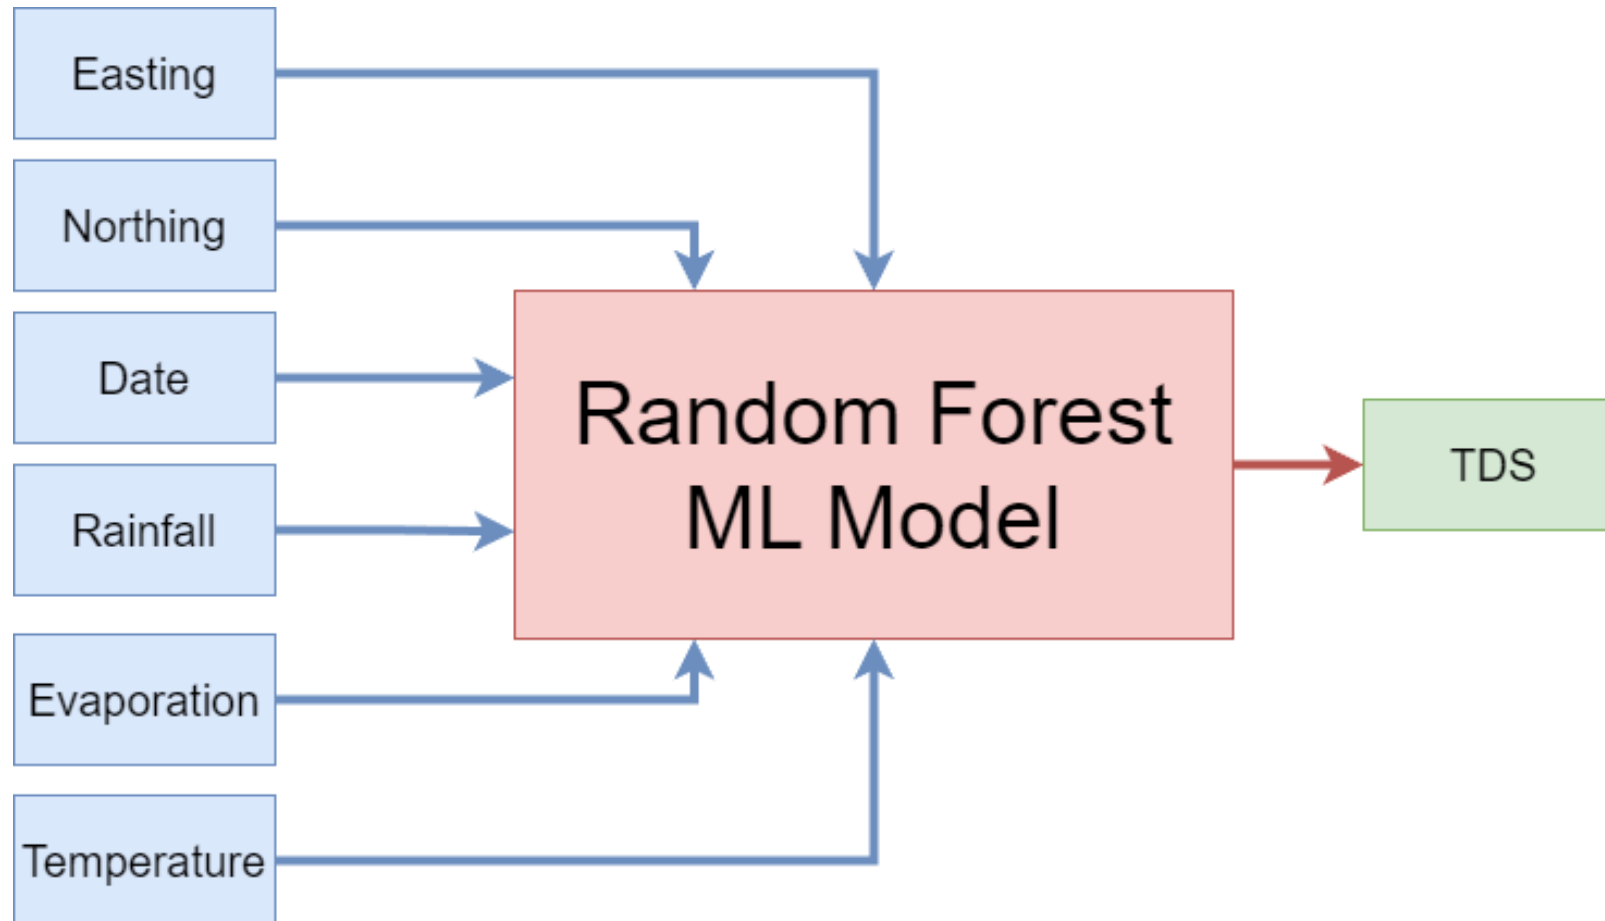 Easting
Northing
Date
Rainfall
Evaporation
Temperature
Random Forest
ML Model
TDS